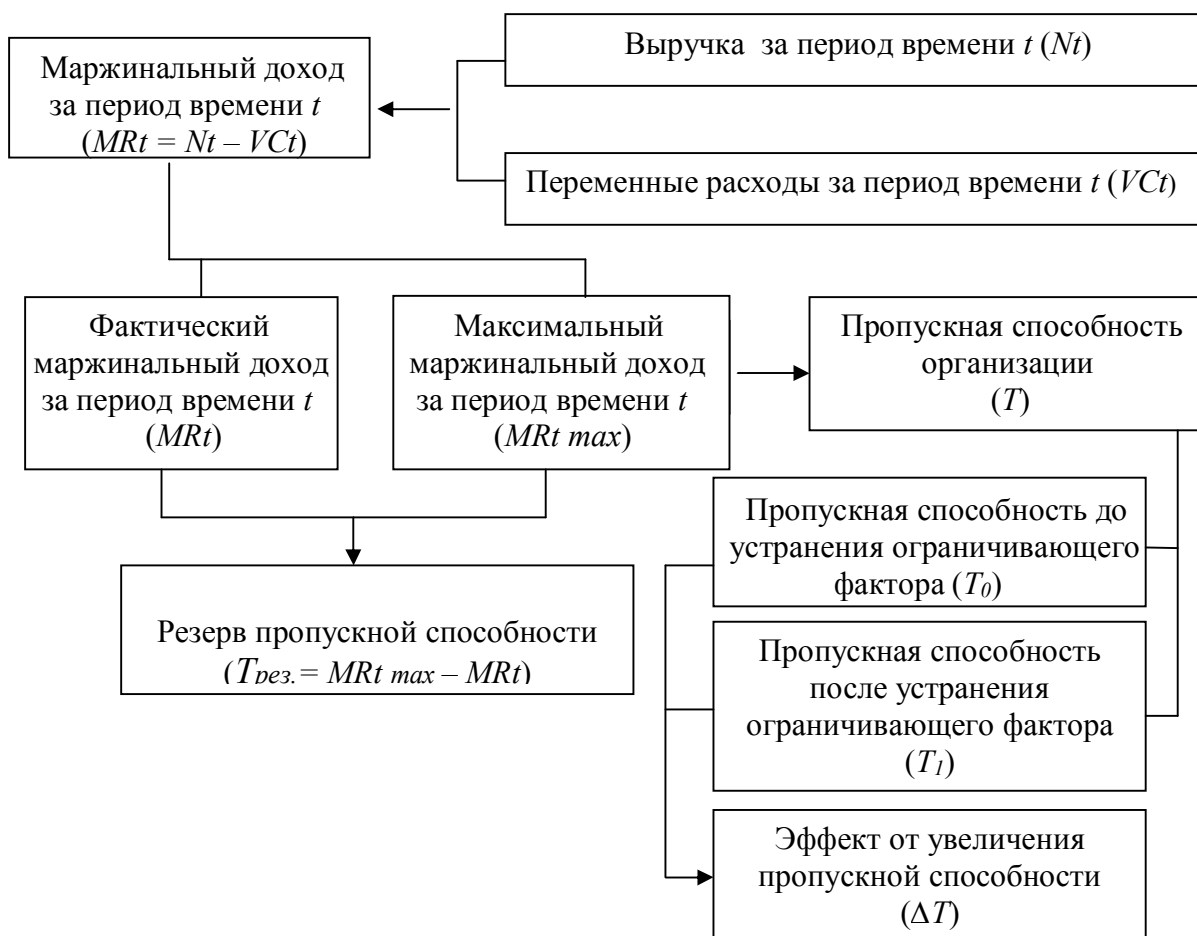 Выручка за период времени t (Nt)
Маржинальный доход
за период времени t
(MRt = Nt – VCt)
Переменные расходы за период времени t (VCt)
Фактический
маржинальный доход
за период времени t
(MRt)
Максимальный
маржинальный доход
за период времени t
(MRt max)
Пропускная способность
организации
(T)
Пропускная способность до
устранения ограничивающего
фактора (T0)
Резерв пропускной способности
(Tрез.= MRt max – MRt)
Пропускная способность
после устранения
ограничивающего фактора
(T1)
Эффект от увеличения
пропускной способности
(ΔT)